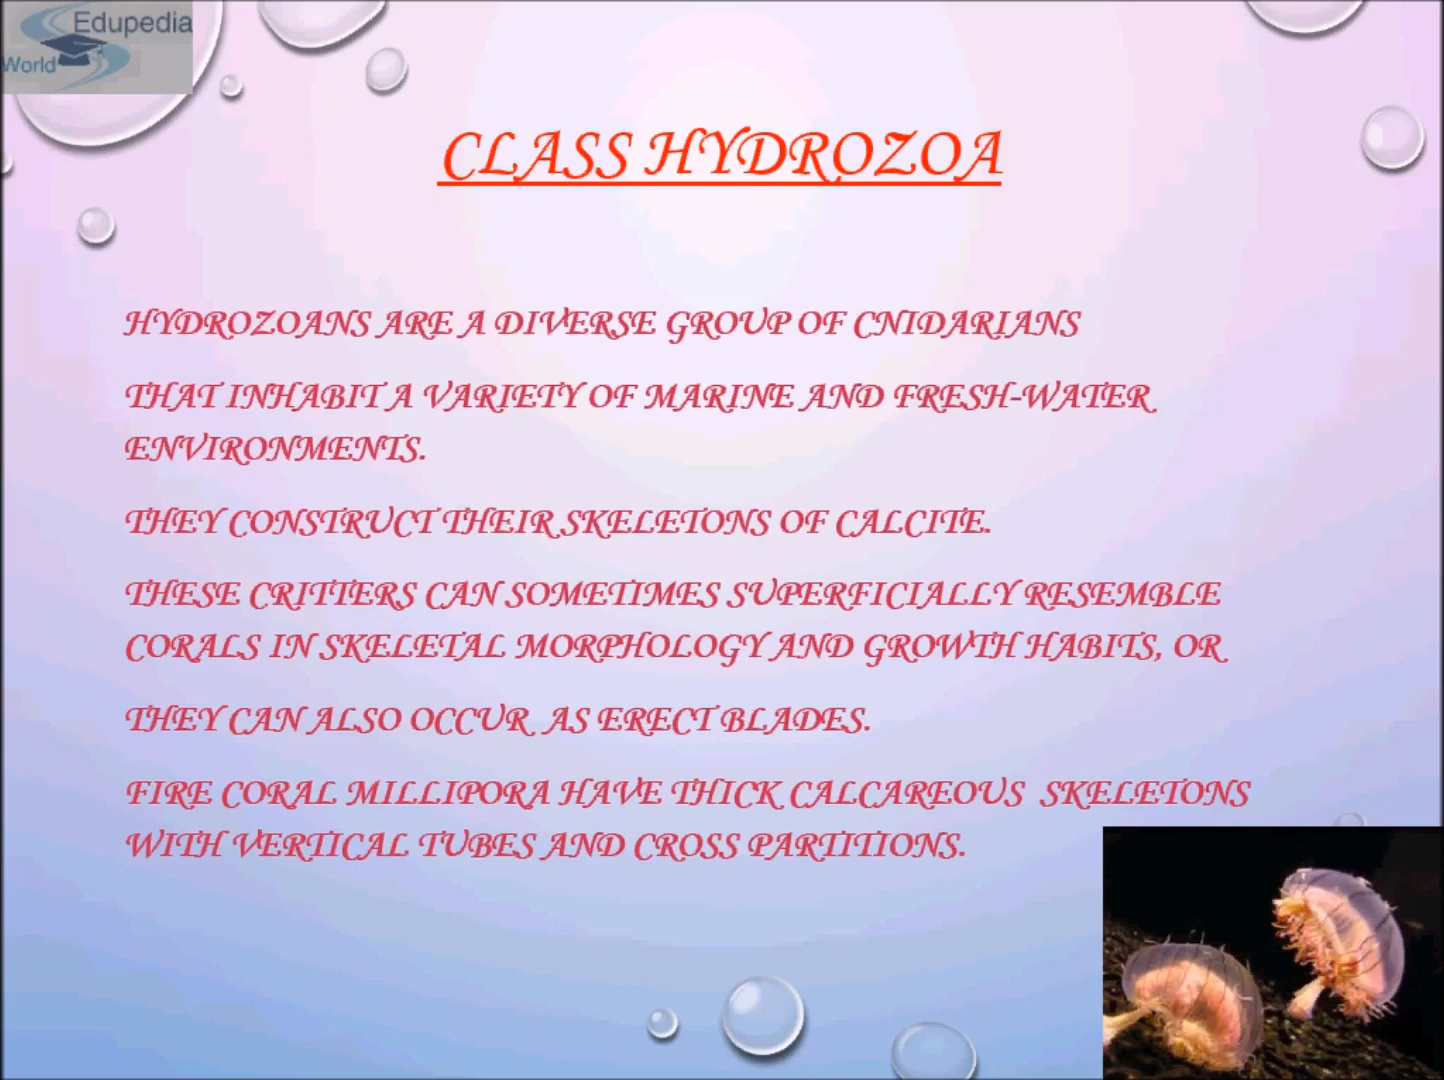 Edupedia
World
CLASS HYDROZOA
HYDROZOANS ARE A DIVERSE GROUP OF CNIDARIANS
THAT INHABIT A VARIETY OF MARINE AND FRESH-WATER
ENVIRONMENTS.
THEY CONSTRUCT THEIR SKELETONS OF CALCITE.
THESE CRITTERS CAN SOMETIMES SUPERFICIALLY RESEMBLE
CORALS IN SKELETAL MORPHOLOGY AND GROWTH HABITS, OR
THEY CAN ALSO OCCUR AS ERECT BLADES.
FIRE CORAL MILLIPORA HAVE THICK CALCAREOUS SKELETONS
WITH VERTICAL TUBES AND CROSS PARTITIONS.